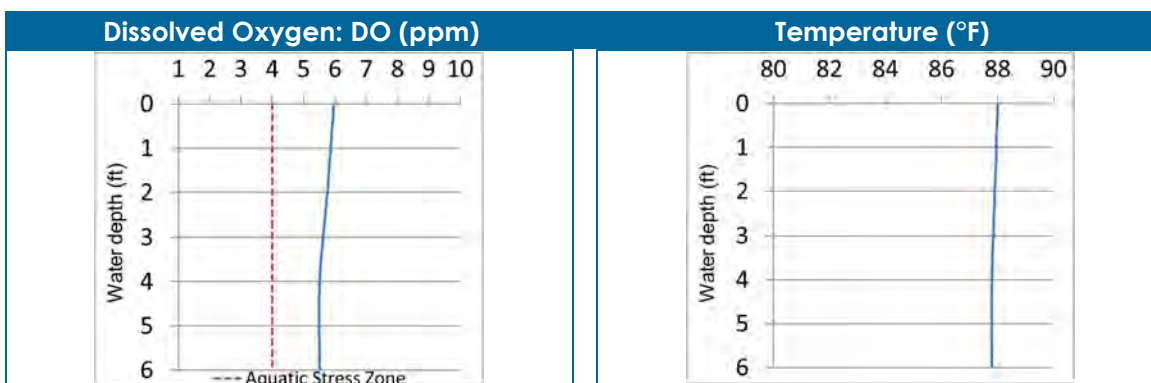 Dissolved Oxygen: DO (ppm)
1 2 3 4 5 6 7 8 9 10
0
1
2
3
4
5
6
Water depth (ft)
--- Aquatic Stress Zone
Temperature (°F)
80 82 84 86 88 90
0
1
2
3
4
5
6
Water depth (ft)